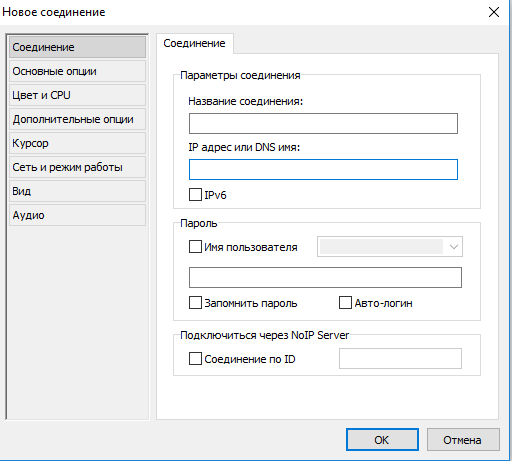 Новое соединение
Соединение
Основные опции
Цвет и CPU
Дополнительные опции
Курсор
Сеть и режим работы
Вид
Аудио
Соединение
Параметры соединения
Название соединения:
IP адрес или DNS имя:
IPv6
Пароль
Имя пользователя
Запомнить пароль
Авто-логин
Подключиться через NoIP Server
Соединение по ID
OK
Отмена